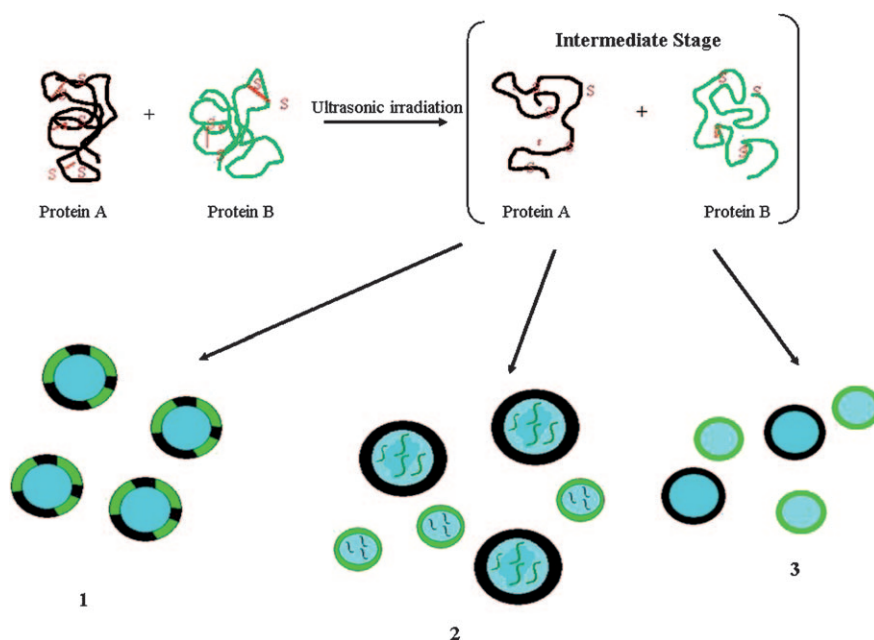 Intermediate Stage
S
S
S
S
S
S
+
S
S
S
S
Ultrasonic irradiation
S
S
S
S
+
S
S
Protein A
Protein B
Protein A
Protein B
1
2
3